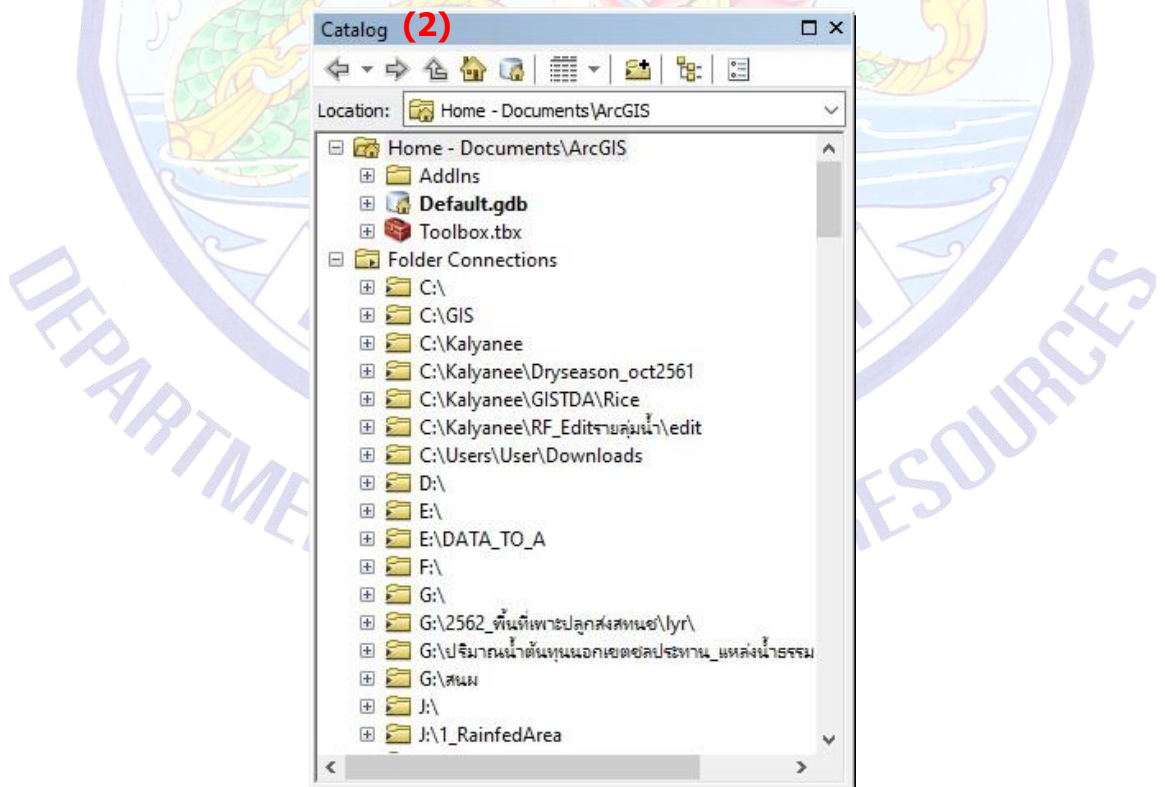 Catalog (2)
Location: Home - Documents\ArcGIS
Home - Documents\ArcGIS
AddIns
Default.gdb
Toolbox.tbx
Folder Connections
C:\
C:\GIS
C:\Kalyanee
C:\Kalyanee\Dryseason_oct2561
C:\Kalyanee\GISTDA\Rice
C:\Kalyanee\RF_Editรายลุ่มน้ำ\edit
C:\Users\User\Downloads
D:\
E:\
E:\DATA_TO_A
F:\
G:\
G:\2562_พื้นที่เพาะปลูกส่งสทนช\lyr\
G:\ปริมาณน้ำต้นทุนนอกเขตชลประทาน_แหล่งน้ำธรรม
G:\สนผ
J:\
J:\1_RainfedArea